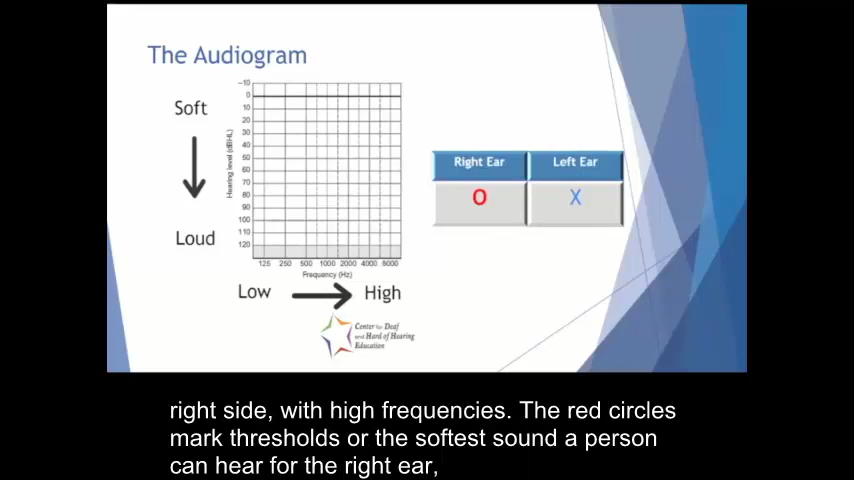 The Audiogram
Soft
Loud
Hearing level (dBHL)
-10
0
10
20
30
40
50
60
70
80
90
100
110
120
125 250 500 1000 2000 4000 8000
Frequency (Hz)
Low High
Right Ear Left Ear
O X
Center for Deaf
and Hard of Hearing
Education
right side, with high frequencies. The red circles
mark thresholds or the softest sound a person
can hear for the right ear,